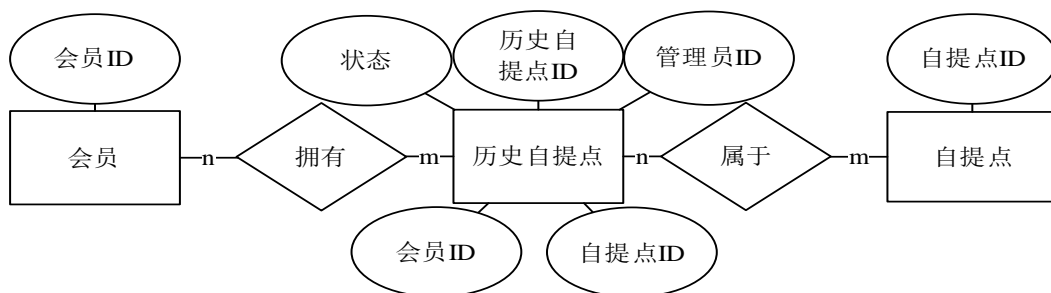 会员ID
状态
历史自
提点ID
管理员ID
自提点ID
会员
n
拥有
m
历史自提点
n
属于
m
自提点
会员ID
自提点ID